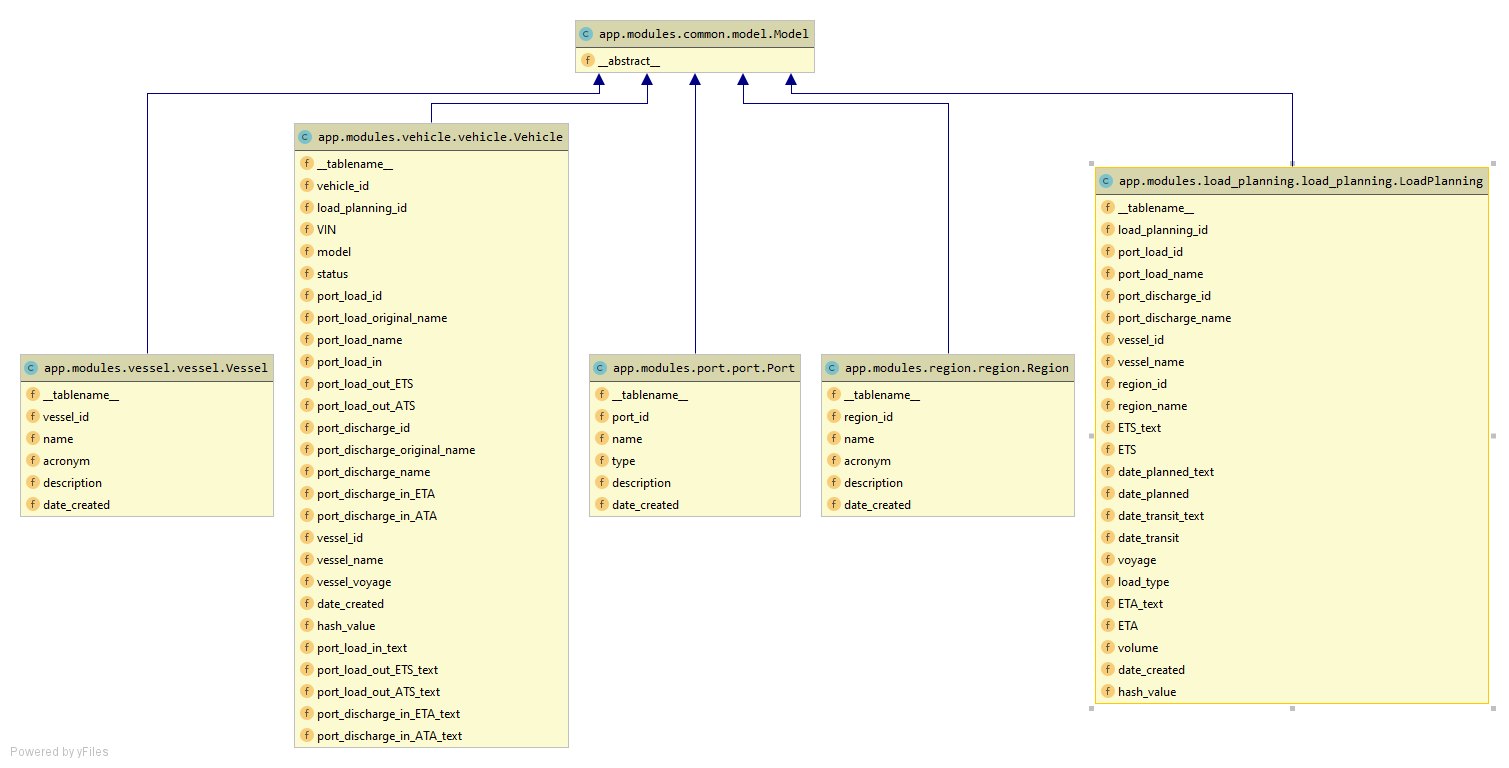 app.modules.common.model.Model
__abstract__
app.modules.vehicle.vehicle.Vehicle
__tablename__
vehicle_id
load_planning_id
VIN
model
status
port_load_id
port_load_original_name
port_load_name
port_load_in
port_load_out_ETS
port_load_out_ATS
port_discharge_id
port_discharge_original_name
port_discharge_name
port_discharge_in_ETA
port_discharge_in_ATA
vessel_id
vessel_name
vessel_voyage
date_created
hash_value
port_load_in_text
port_load_out_ETS_text
port_load_out_ATS_text
port_discharge_in_ETA_text
port_discharge_in_ATA_text
app.modules.load_planning.load_planning.LoadPlanning
__tablename__
load_planning_id
port_load_id
port_load_name
port_discharge_id
port_discharge_name
vessel_id
vessel_name
region_id
region_name
ETS_text
ETS
date_planned_text
date_planned
date_transit_text
date_transit
voyage
load_type
ETA_text
ETA
volume
date_created
hash_value
app.modules.vessel.vessel.Vessel
__tablename__
vessel_id
name
acronym
description
date_created
app.modules.port.port.Port
__tablename__
port_id
name
type
description
date_created
app.modules.region.region.Region
__tablename__
region_id
name
acronym
description
date_created
Powered by yFiles